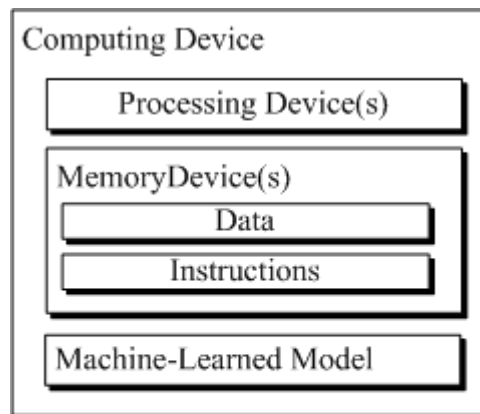 Computing Device
Processing Device(s)
MemoryDevice(s)
Data
Instructions
Machine-Learned Model